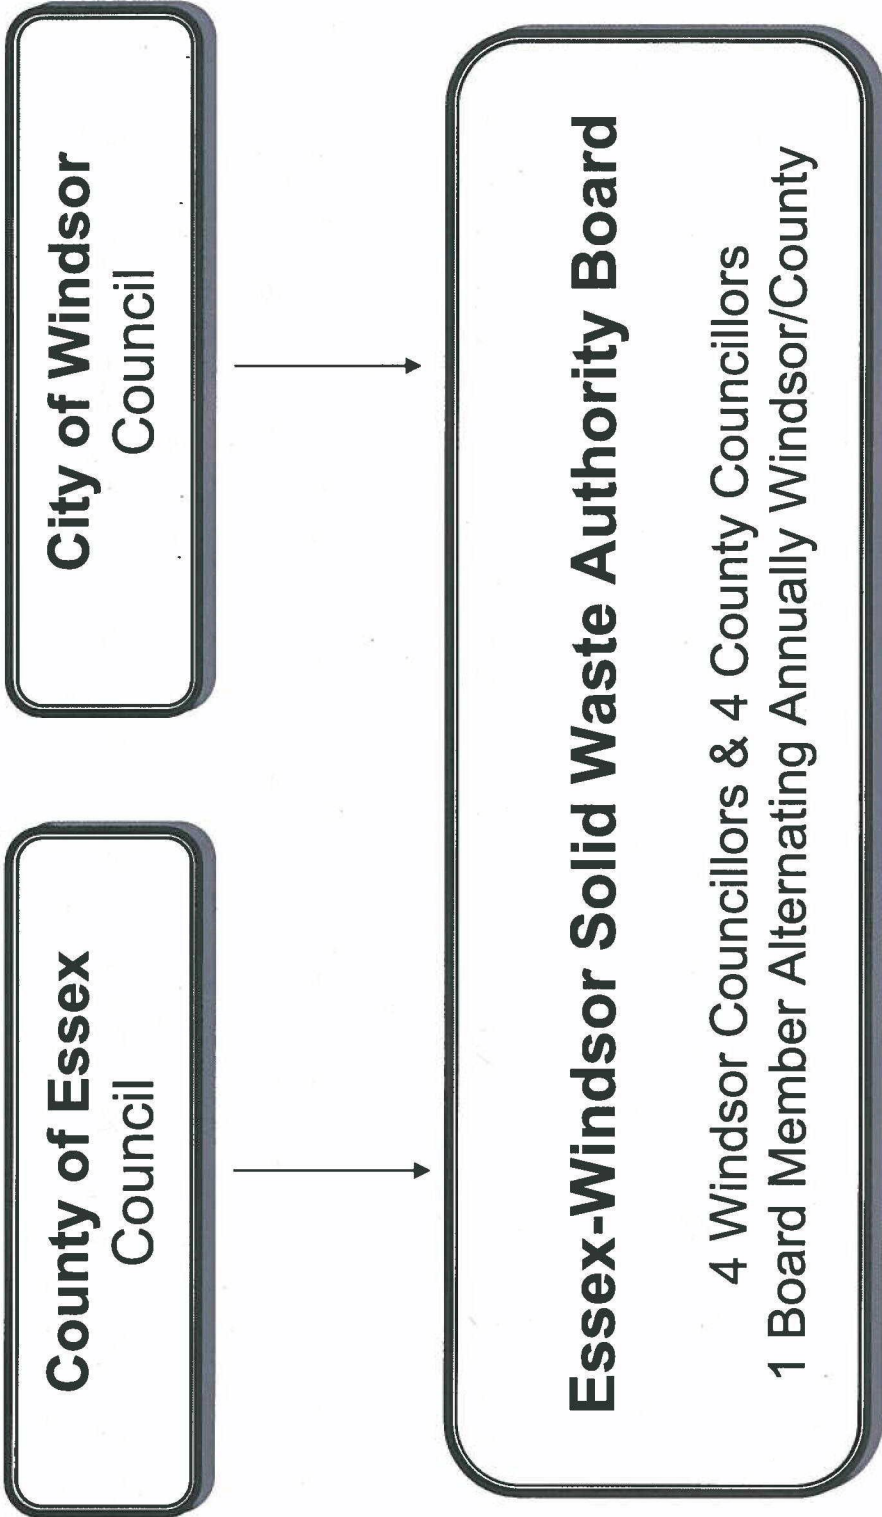 County of Essex
Council
City of Windsor
Council
Essex-Windsor Solid Waste Authority Board
4 Windsor Councillors & 4 County Councillors
1 Board Member Alternating Annually Windsor/County